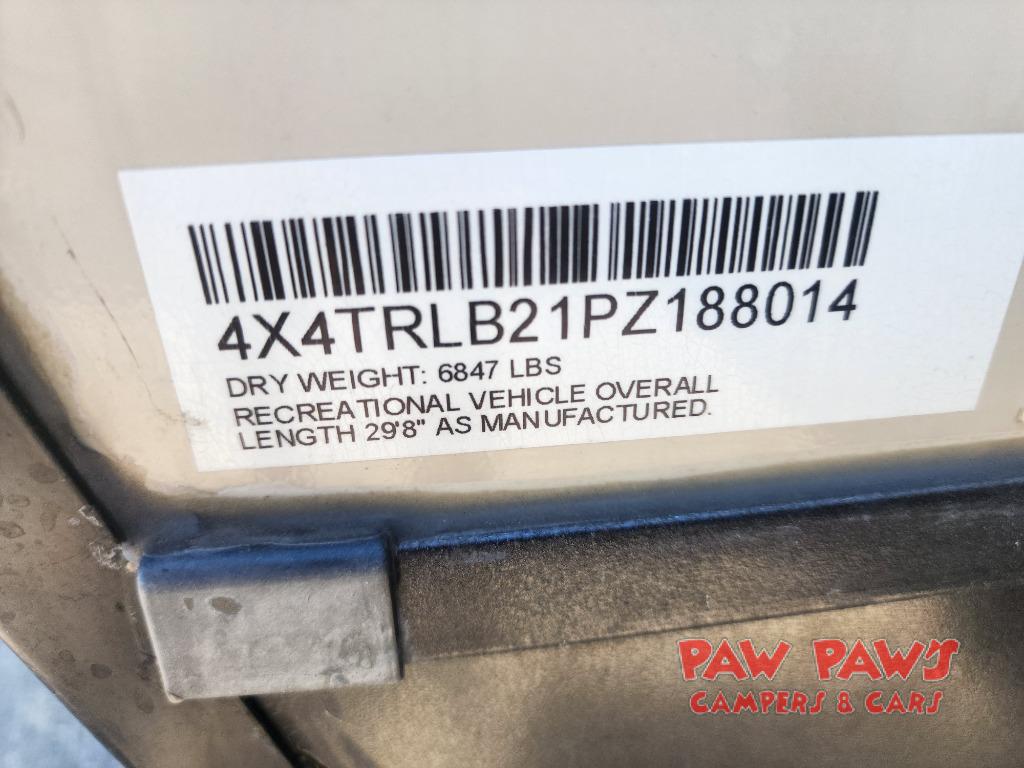 4X4TRLB21PZ188014
DRY WEIGHT: 6847 LBS
RECREATIONAL VEHICLE OVERALL
LENGTH 29'8" AS MANUFACTURED.
PAW PAW'S
CAMPERS & CARS